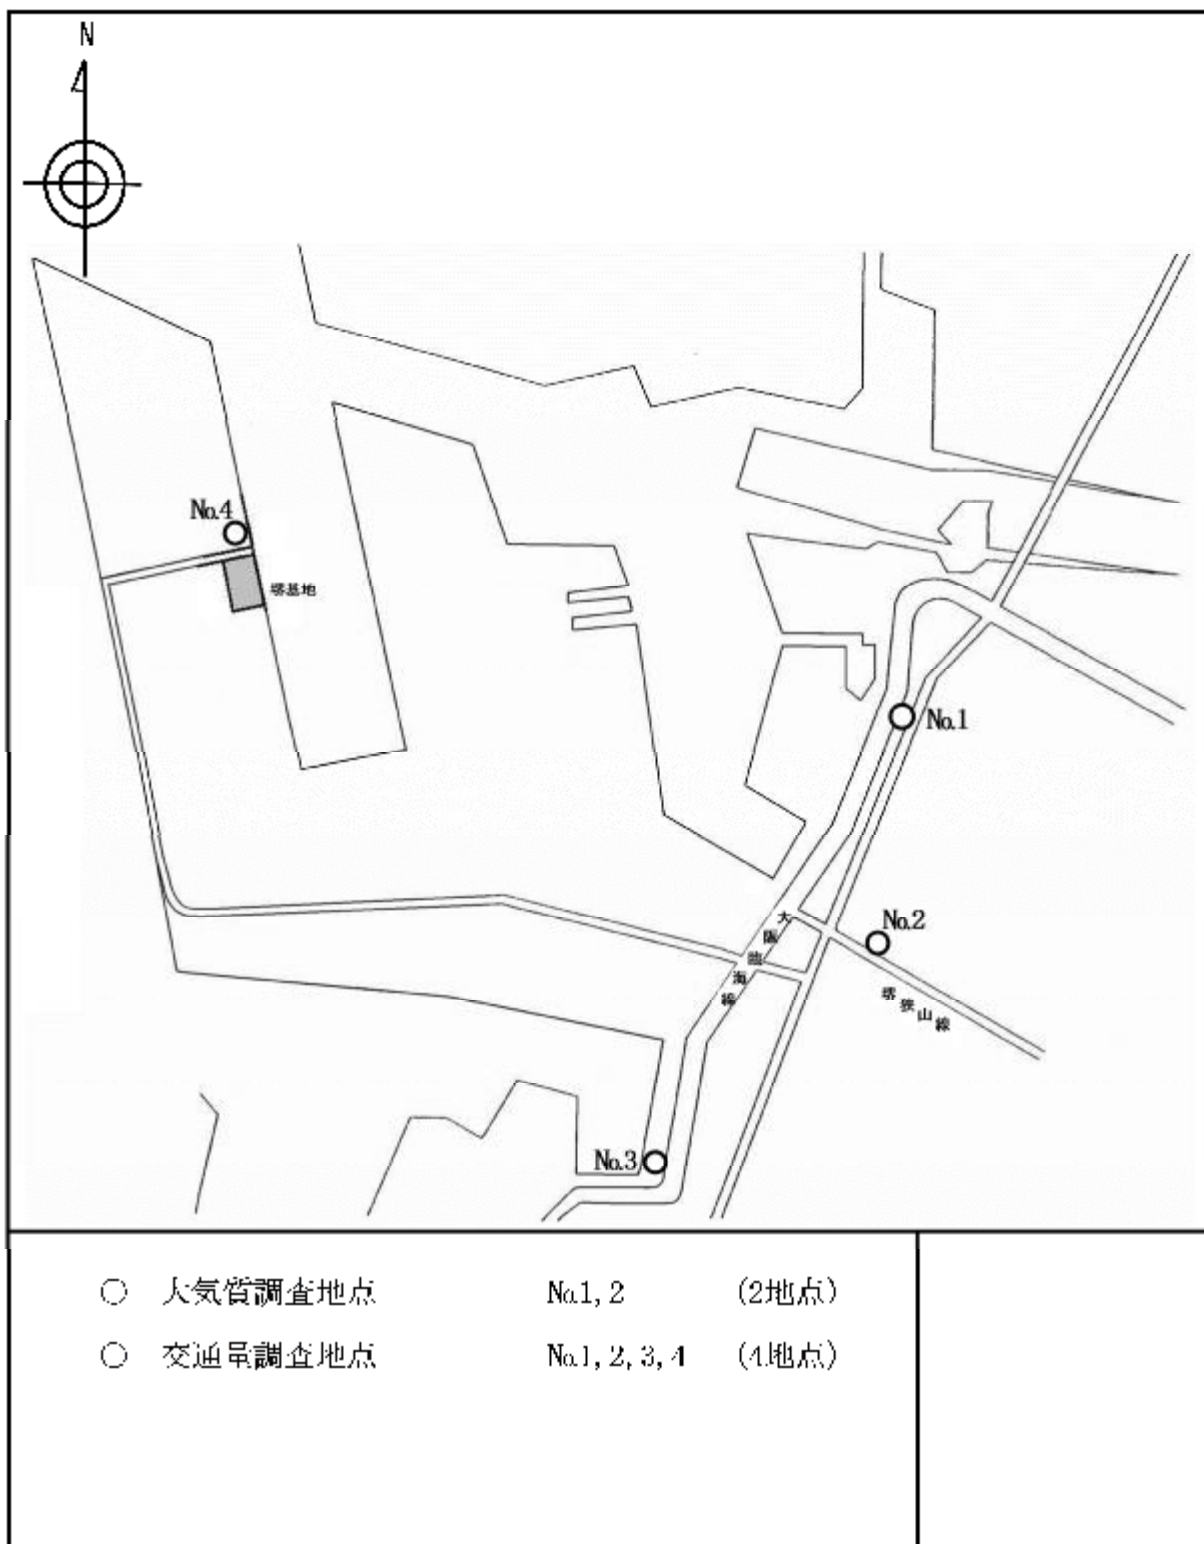 N
No.4
堺基地
No.1
大阪臨海線
No.2
堺狭山線
No.3
○ 大気質調査地点 No.1, 2 (2地点)
○ 交通量調査地点 No.1, 2, 3, 4 (4地点)